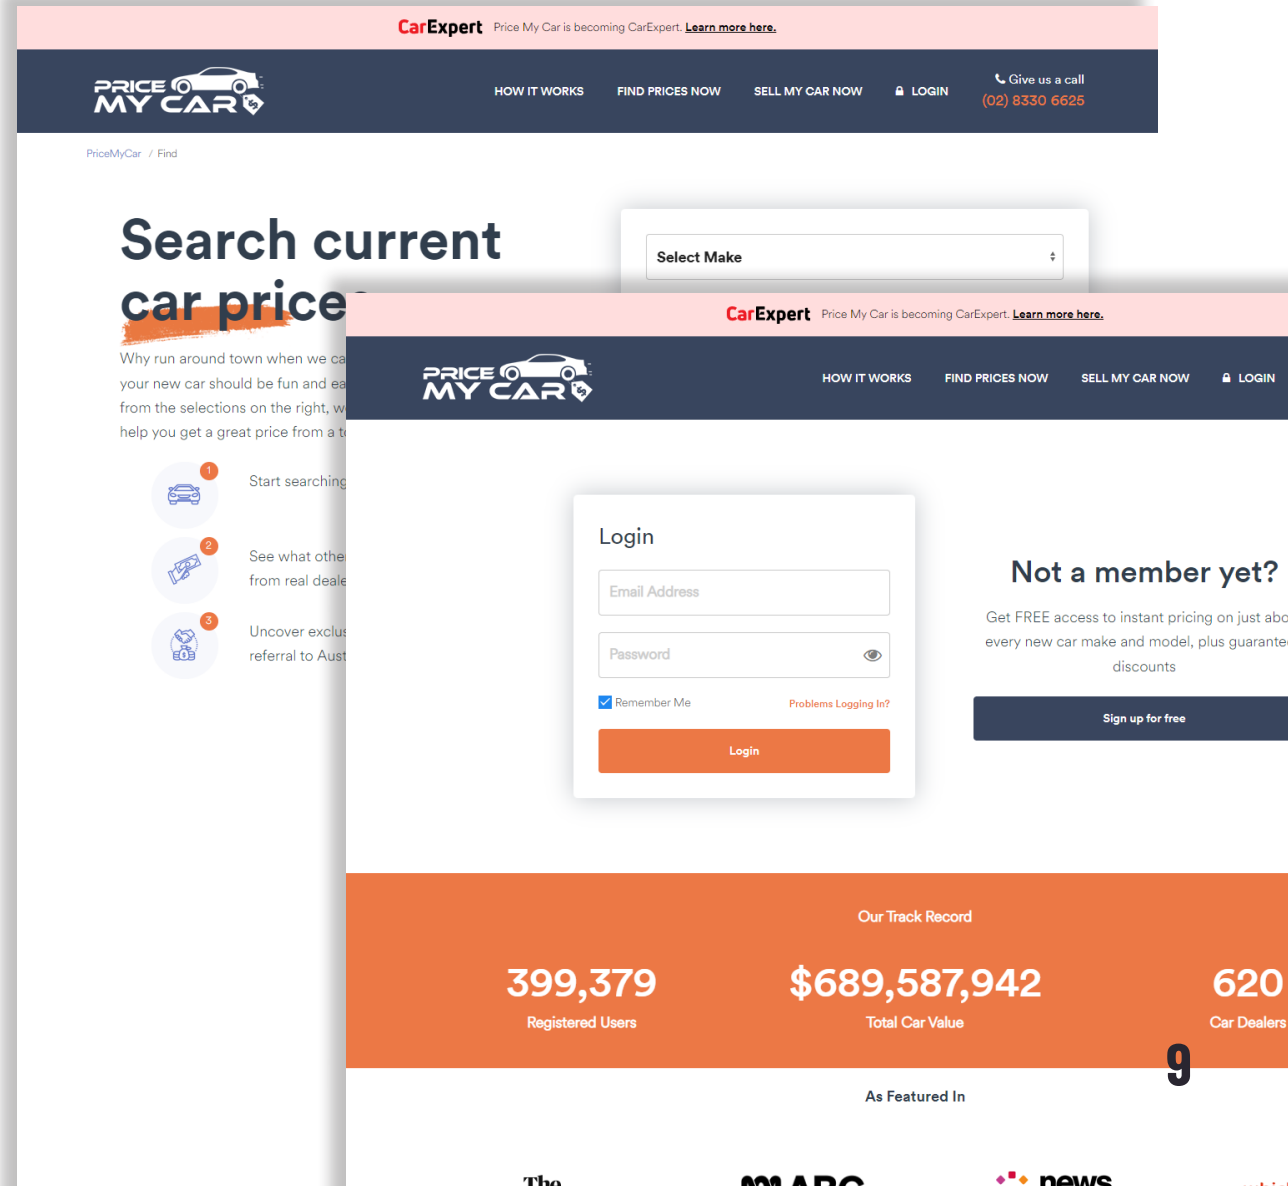 CarExpert Price My Car is becoming CarExpert. Learn more here.
PRICE
MY CAR
HOW IT WORKS
FIND PRICES NOW
SELL MY CAR NOW
LOGIN
Give us a call
(02) 8330 6625
PriceMyCar / Find
Search current
car prices
Why run around town when we ca
your new car should be fun and ea
from the selections on the right, w
help you get a great price from a t
1
Start searching
2
See what othe
from real deale
3
Uncover exclus
referral to Aust
Select Make
CarExpert Price My Car is becoming CarExpert. Learn more here.
PRICE
MY CAR
HOW IT WORKS
FIND PRICES NOW
SELL MY CAR NOW
LOGIN
Login
Email Address
Password
Remember Me
Problems Logging In?
Login
Not a member yet?
Get FREE access to instant pricing on just abo
every new car make and model, plus guarante
discounts
Sign up for free
Our Track Record
399,379
Registered Users
$689,587,942
Total Car Value
620
Car Dealers
9
As Featured In
The
ABC
news